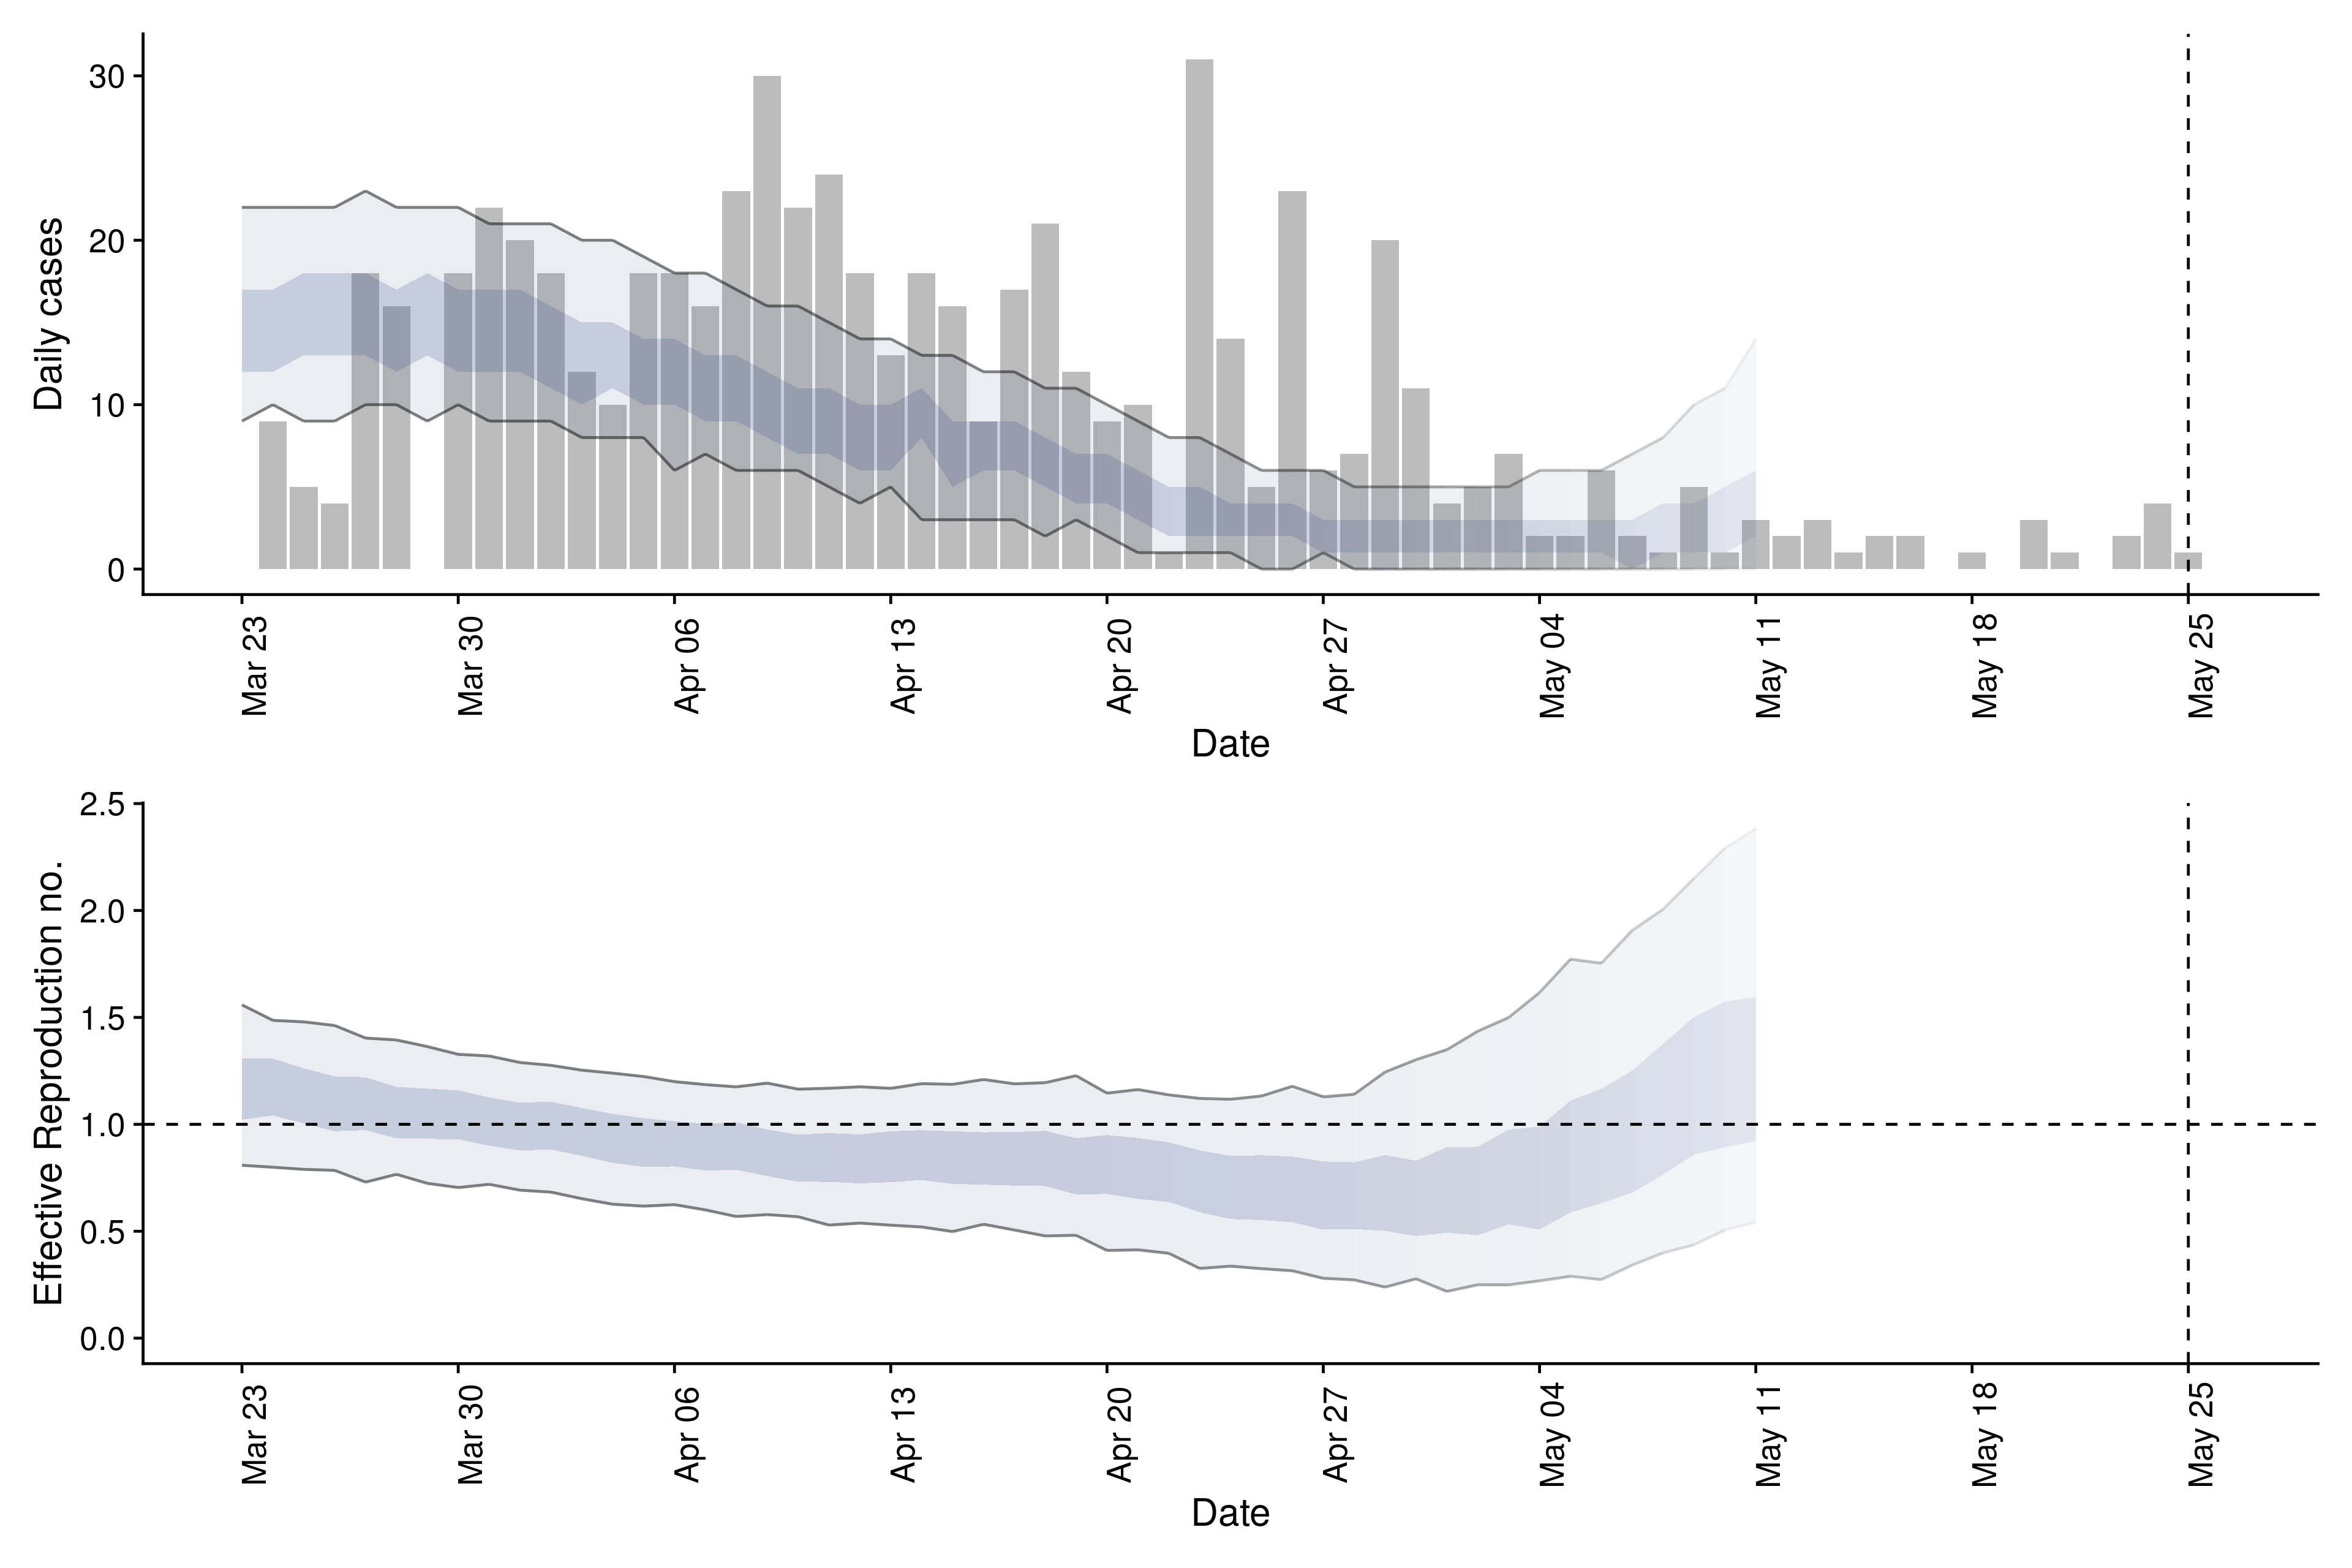 Daily cases
30
20
10
0
Mar 23
Mar 30
Apr 06
Apr 13
Apr 20
Apr 27
May 04
May 11
May 18
May 25
Date
Effective Reproduction no.
2.5
2.0
1.5
1.0
0.5
0.0
Mar 23
Mar 30
Apr 06
Apr 13
Apr 20
Apr 27
May 04
May 11
May 18
May 25
Date